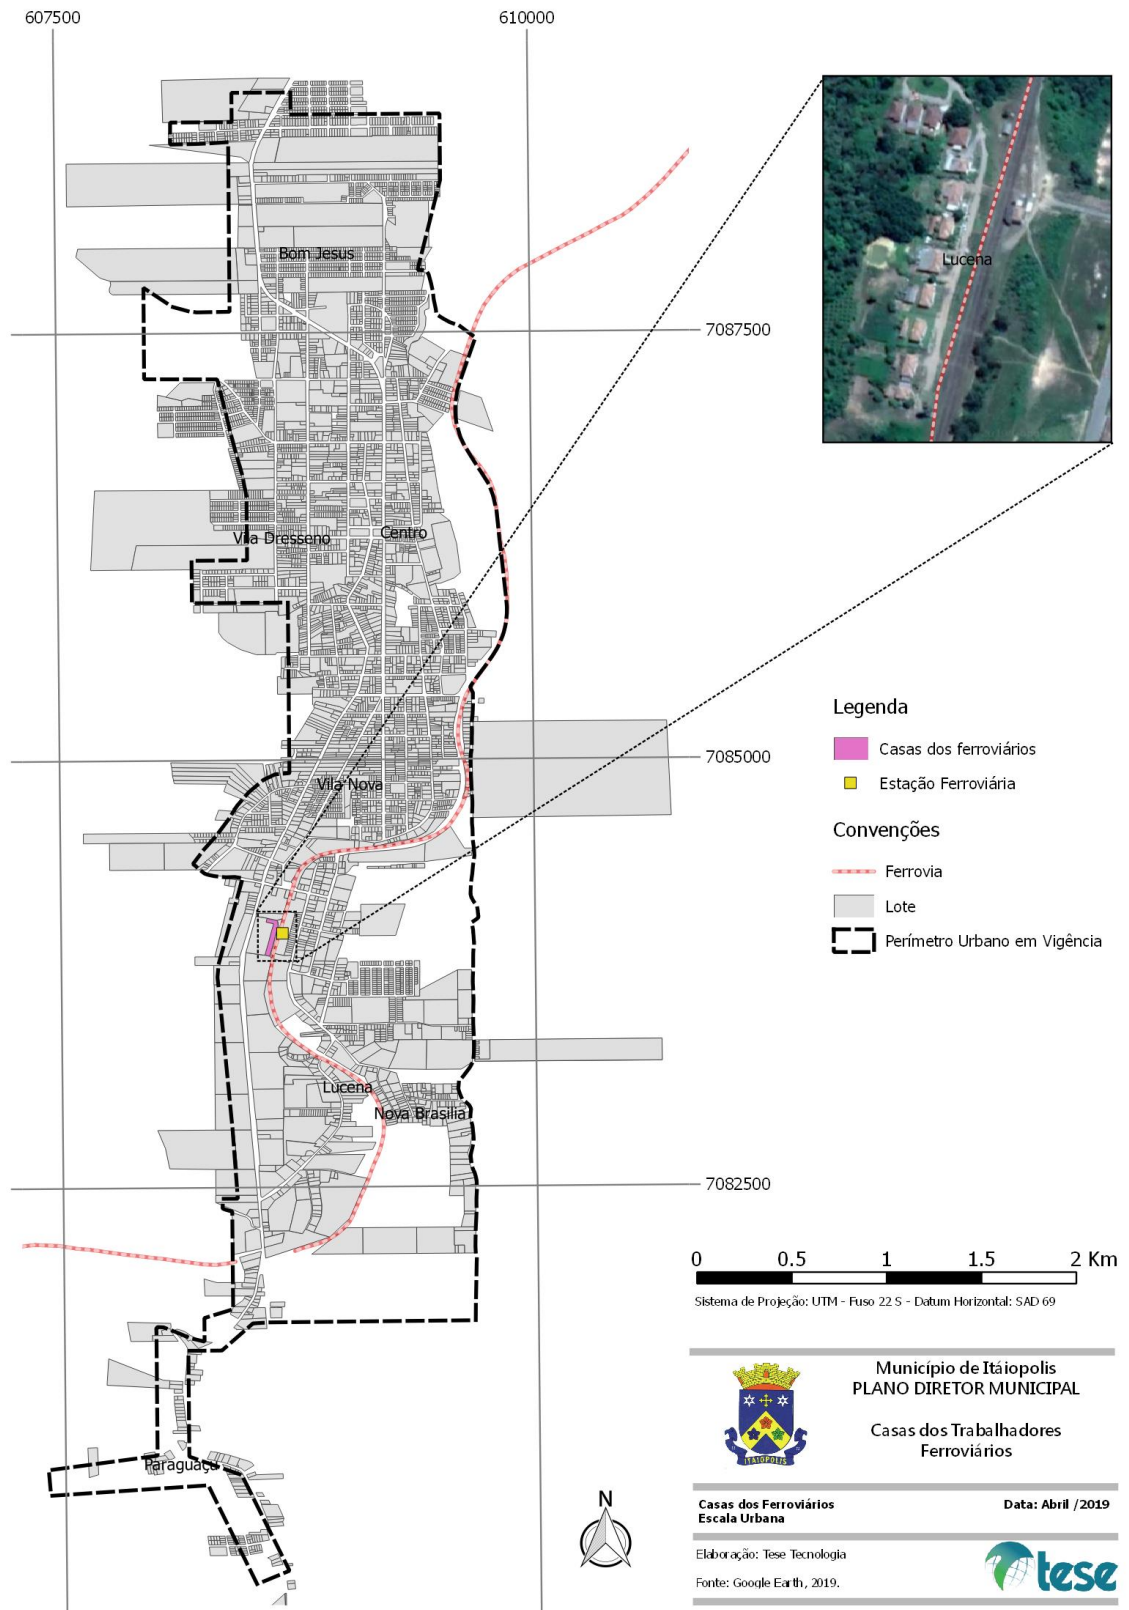 607500
610000
Lucena
Bom Jesus
7087500
Vila Dresseno
Centro
Legenda
Casas dos ferroviários
Estação Ferroviária
7085000
Vila Nova
Convenções
Ferrovia
Lote
Perímetro Urbano em Vigência
Lucena
Nova Brasilia
7082500
0 0.5 1 1.5 2 Km
Sistema de Projeção: UTM - Fuso 22 S - Datum Horizontal: SAD 69
Município de Itáiopolis
PLANO DIRETOR MUNICIPAL
Casas dos Trabalhadores
Ferroviários
ITAIOPOLIS
Paraguaçu
N
Casas dos Ferroviários
Escala Urbana
Data: Abril /2019
Elaboração: Tese Tecnologia
Fonte: Google Earth, 2019.
tese